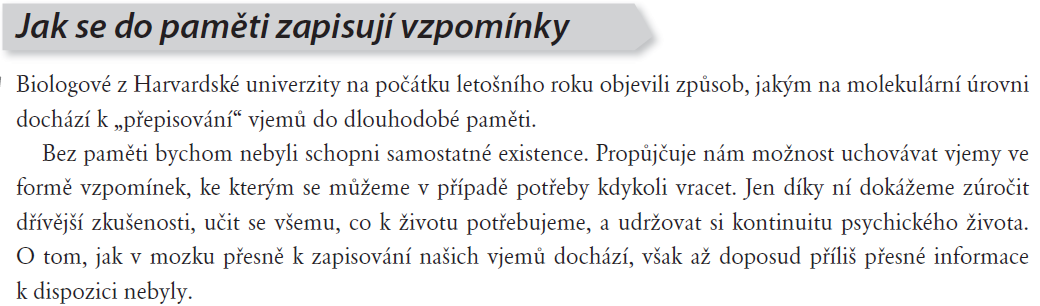 Jak se do paměti zapisují vzpomínky
Biologové z Harvardské univerzity na počátku letošního roku objevili způsob, jakým na molekulární úrovni
dochází k „přepisování“ vjemů do dlouhodobé paměti.
Bez paměti bychom nebyli schopni samostatné existence. Propůjčuje nám možnost uchovávat vjemy ve
formě vzpomínek, ke kterým se můžeme v případě potřeby kdykoli vracet. Jen díky ní dokážeme zúročit
dřívější zkušenosti, učit se všemu, co k životu potřebujeme, a udržovat si kontinuitu psychického života.
O tom, jak v mozku přesně k zapisování našich vjemů dochází, však až doposud příliš přesné informace
k dispozici nebyly.